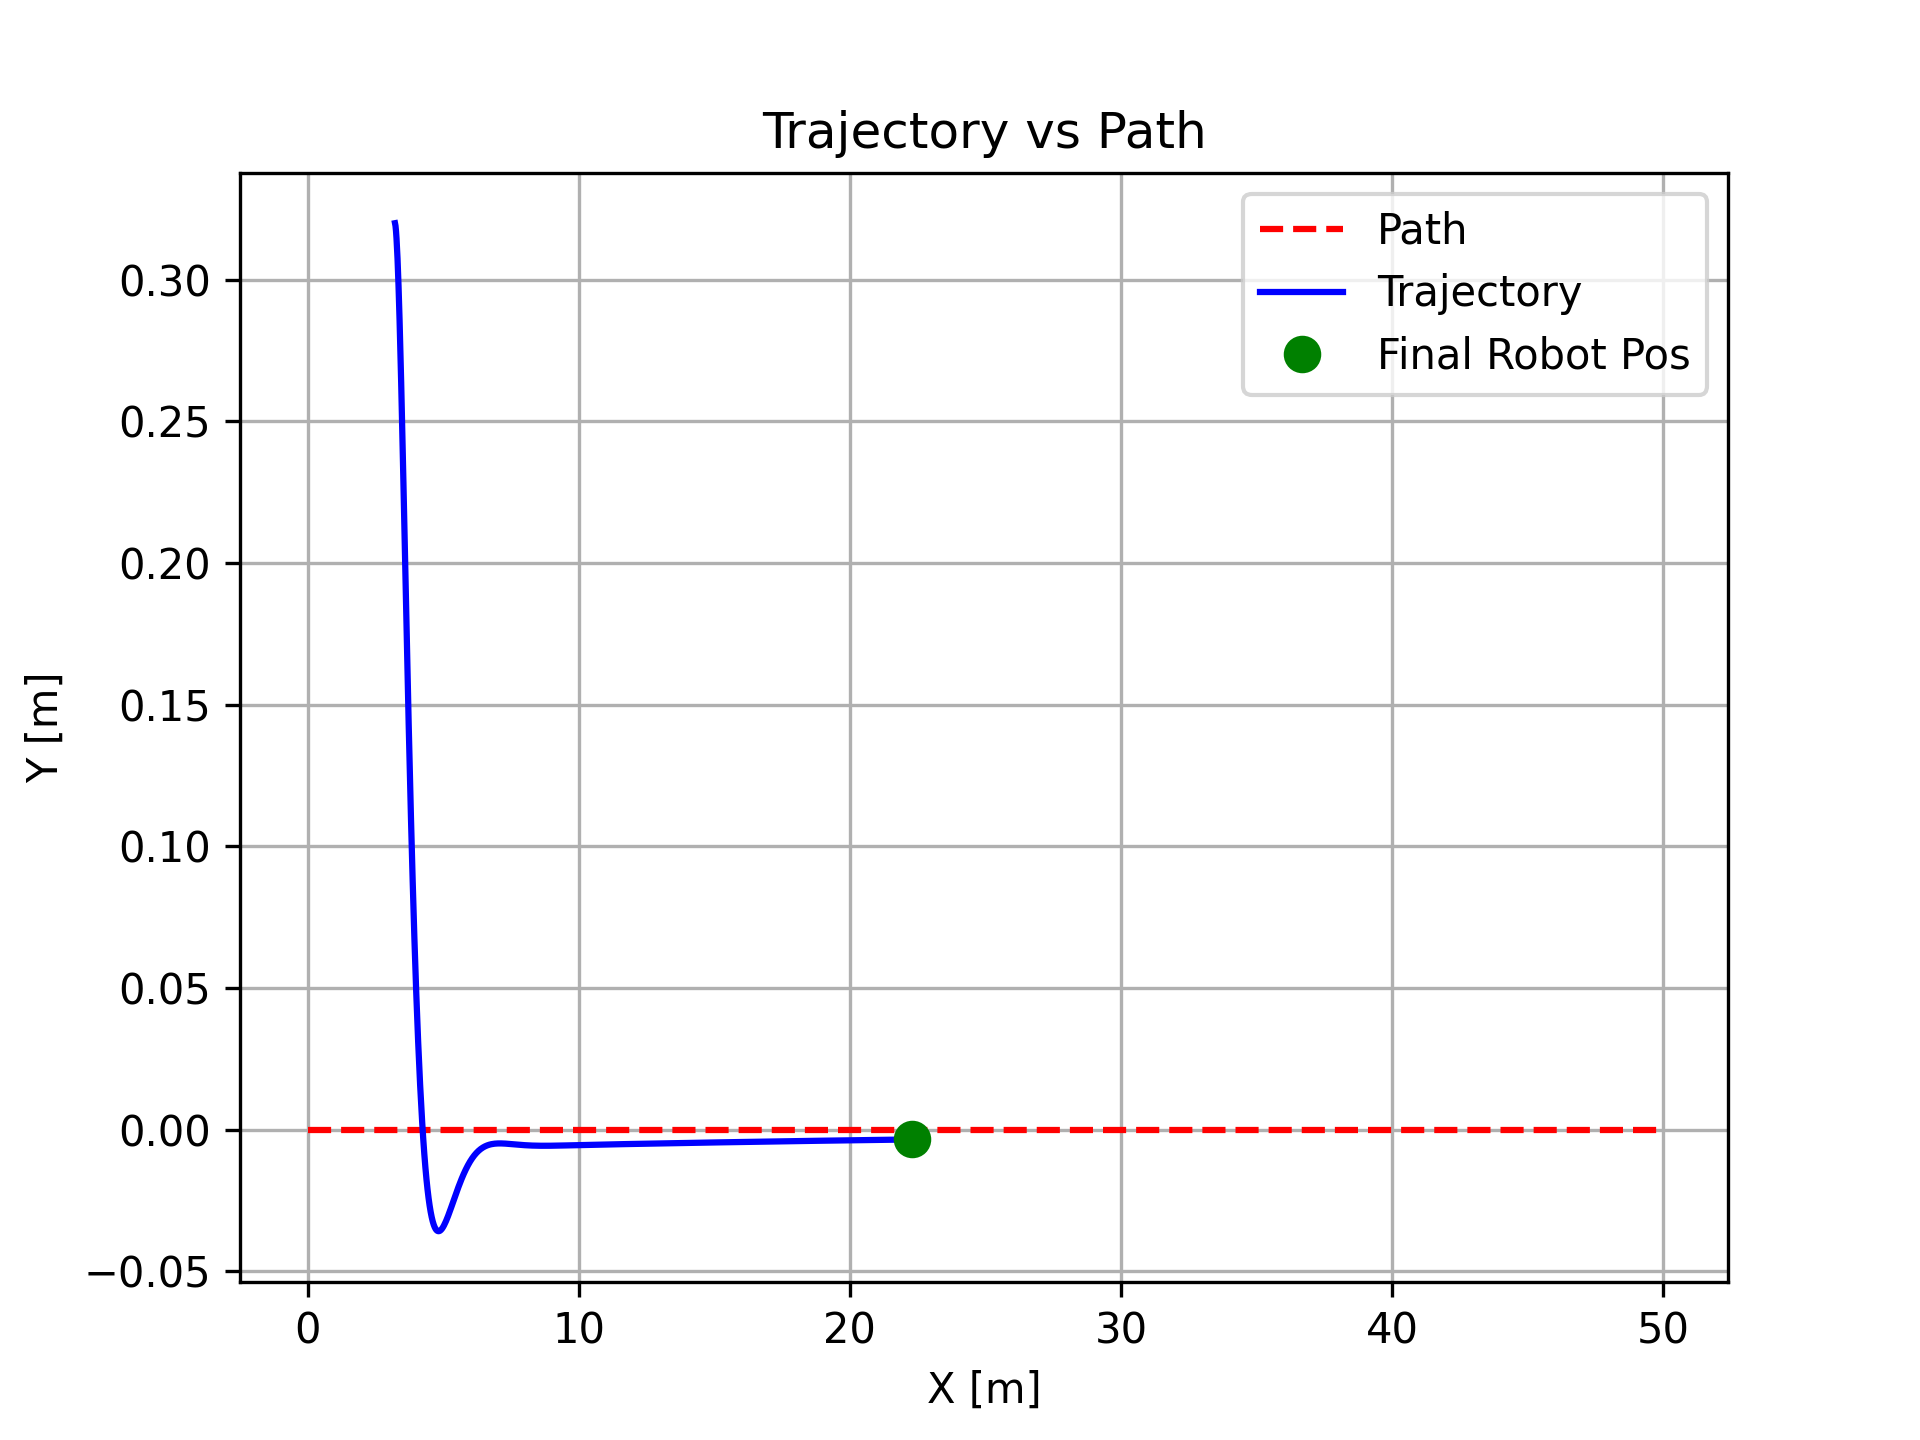 Trajectory vs Path
Path
Trajectory
Final Robot Pos
Y [m]
0.30
0.25
0.20
0.15
0.10
0.05
0.00
−0.05
0 10 20 30 40 50
X [m]